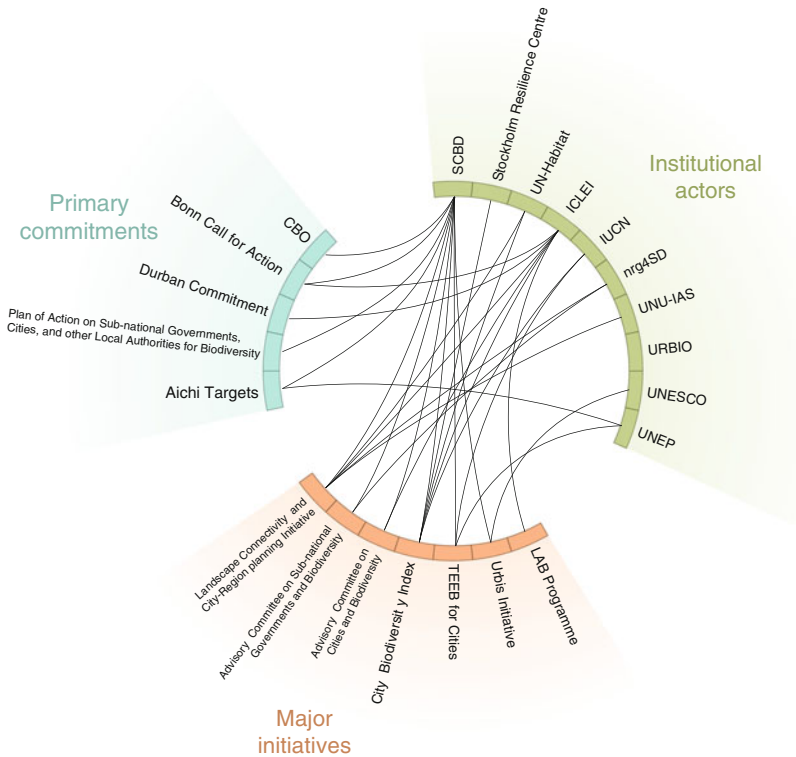 Primary
commitments
CBO
Bonn Call for Action
Durban Commitment
Plan of Action on Sub-national Governments,
Cities, and other Local Authorities for Biodiversity
Aichi Targets
Institutional
actors
SCBD
Stockholm Resilience Centre
UN-Habitat
ICLEI
IUCN
nrg4SD
UNU-IAS
URBIO
UNESCO
UNEP
Landscape Connectivity and
City-Region planning Initiative
Advisory Committee on Sub-national
Governments and Biodiversity
Advisory Committee on
Cities and Biodiversity
City Biodiversit y Index
TEEB for Cities
Urbis Initiative
LAB Programme
Major
initiatives